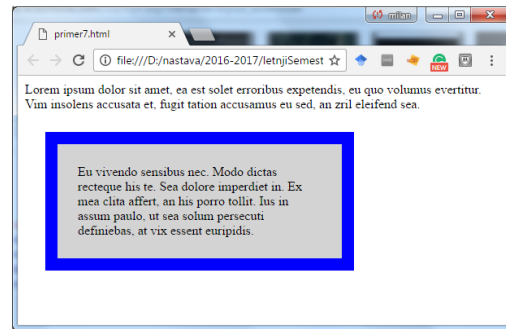 milan
primer7.html
file:///D:/nastava/2016-2017/letnjiSemest
NEW
Lorem ipsum dolor sit amet, ea est solet erroribus expetendis, eu quo volumus evertitur.
Vim insolens accusata et, fugit tation accusamus eu sed, an zril eleifend sea.
Eu vivendo sensibus nec. Modo dictas
recteque his te. Sea dolore imperdiet in. Ex
mea clita affert, an his porro tollit. Ius in
assum paulo, ut sea solum persecuti
definiebas, at vix essent euripidis.